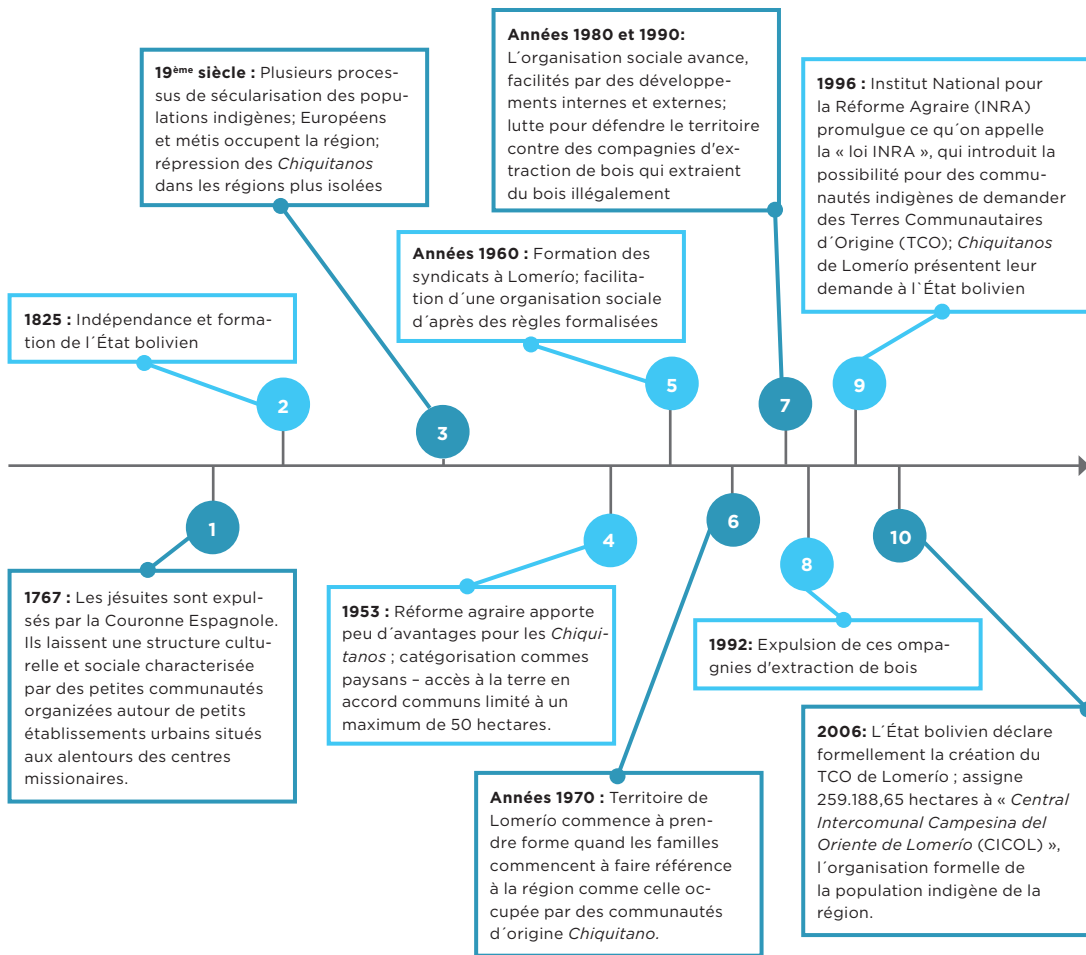 19ème siècle : Plusieurs proces-
sus de sécularisation des popu-
lations indigènes; Européens
et métis occupent la région;
répression des Chiquitanos
dans les régions plus isolées
Années 1980 et 1990:
L´organisation sociale avance,
facilités par des développe-
ments internes et externes;
lutte pour défendre le territoire
contre des compagnies d'ex-
traction de bois qui extraient
du bois illégalement
1996 : Institut National pour
la Réforme Agraire (INRA)
promulgue ce qu´on appelle
la « loi INRA », qui introduit la
possibilité pour des commu-
nautés indigènes de demander
des Terres Communautaires
d´Origine (TCO); Chiquitanos
de Lomerío présentent leur
demande à l`État bolivien
Années 1960 : Formation des
syndicats à Lomerío; facilita-
tion d´une organisation sociale
d´après des règles formalisées
1825 : Indépendance et forma-
tion de l´État bolivien
2
3
5
7
9
1
4
6
8
10
1767 : Les jésuites sont expul-
sés par la Couronne Espagnole.
Ils laissent une structure cultu-
relle et sociale characterisée
par des petites communautés
organizées autour de petits
établissements urbains situés
aux alentours des centres
missionaires.
1953 : Réforme agraire apporte
peu d´avantages pour les Chiqui-
tanos ; catégorisation commes
paysans – accès à la terre en
accord communs limité à un
maximum de 50 hectares.
1992: Expulsion de ces ompa-
gnies d'extraction de bois
Années 1970 : Territoire de
Lomerío commence à pren-
dre forme quand les familles
commencent à faire référence
à la région comme celle oc-
cupée par des communautés
d´origine Chiquitano.
2006: L´État bolivien déclare
formellement la création du
TCO de Lomerío ; assigne
259.188,65 hectares à « Central
Intercomunal Campesina del
Oriente de Lomerío (CICOL) »,
l´organisation formelle de
la population indigène de la
région.